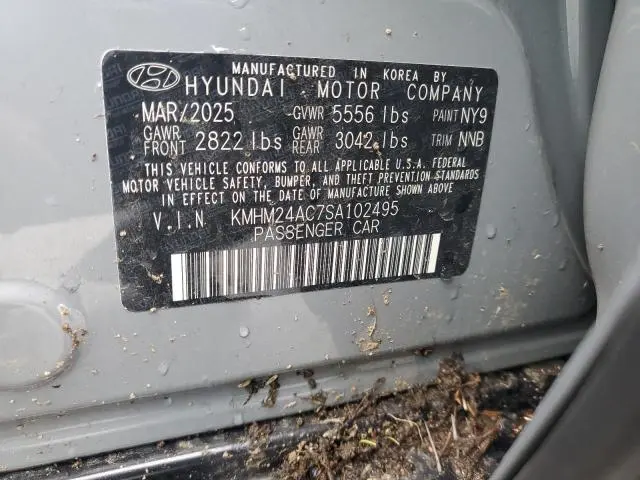 MANUFACTURED IN KOREA BY
HYUNDAI MOTOR COMPANY
MAR/2025 GVWR 5556 lbs PAINT NY9
GAWR FRONT 2822 lbs GAWR REAR 3042 lbs TRIM NNB
THIS VEHICLE CONFORMS TO ALL APPLICABLE U.S.A. FEDERAL
MOTOR VEHICLE SAFETY, BUMPER, AND THEFT PREVENTION STANDARDS
IN EFFECT ON THE DATE OF MANUFACTURE SHOWN ABOVE
V.I.N KMHM24AC7SA102495
PASSENGER CAR